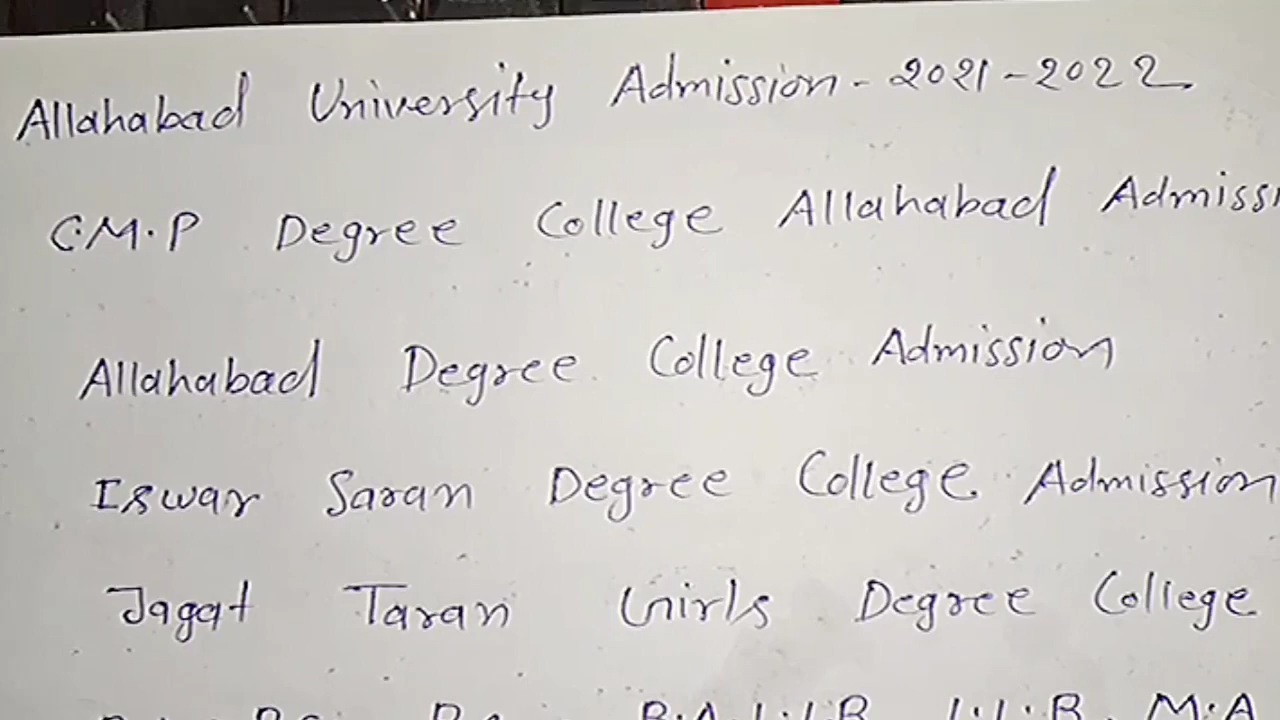 Allahabad University Admission - 2021-2022
C.M.P Degree College Allahabad Admissi
Allahabad Degree College Admission
Iswar Saran Degree College Admission
Jagat Taran Girls Degree College
B.A.L.L.B L.L.B. M.A